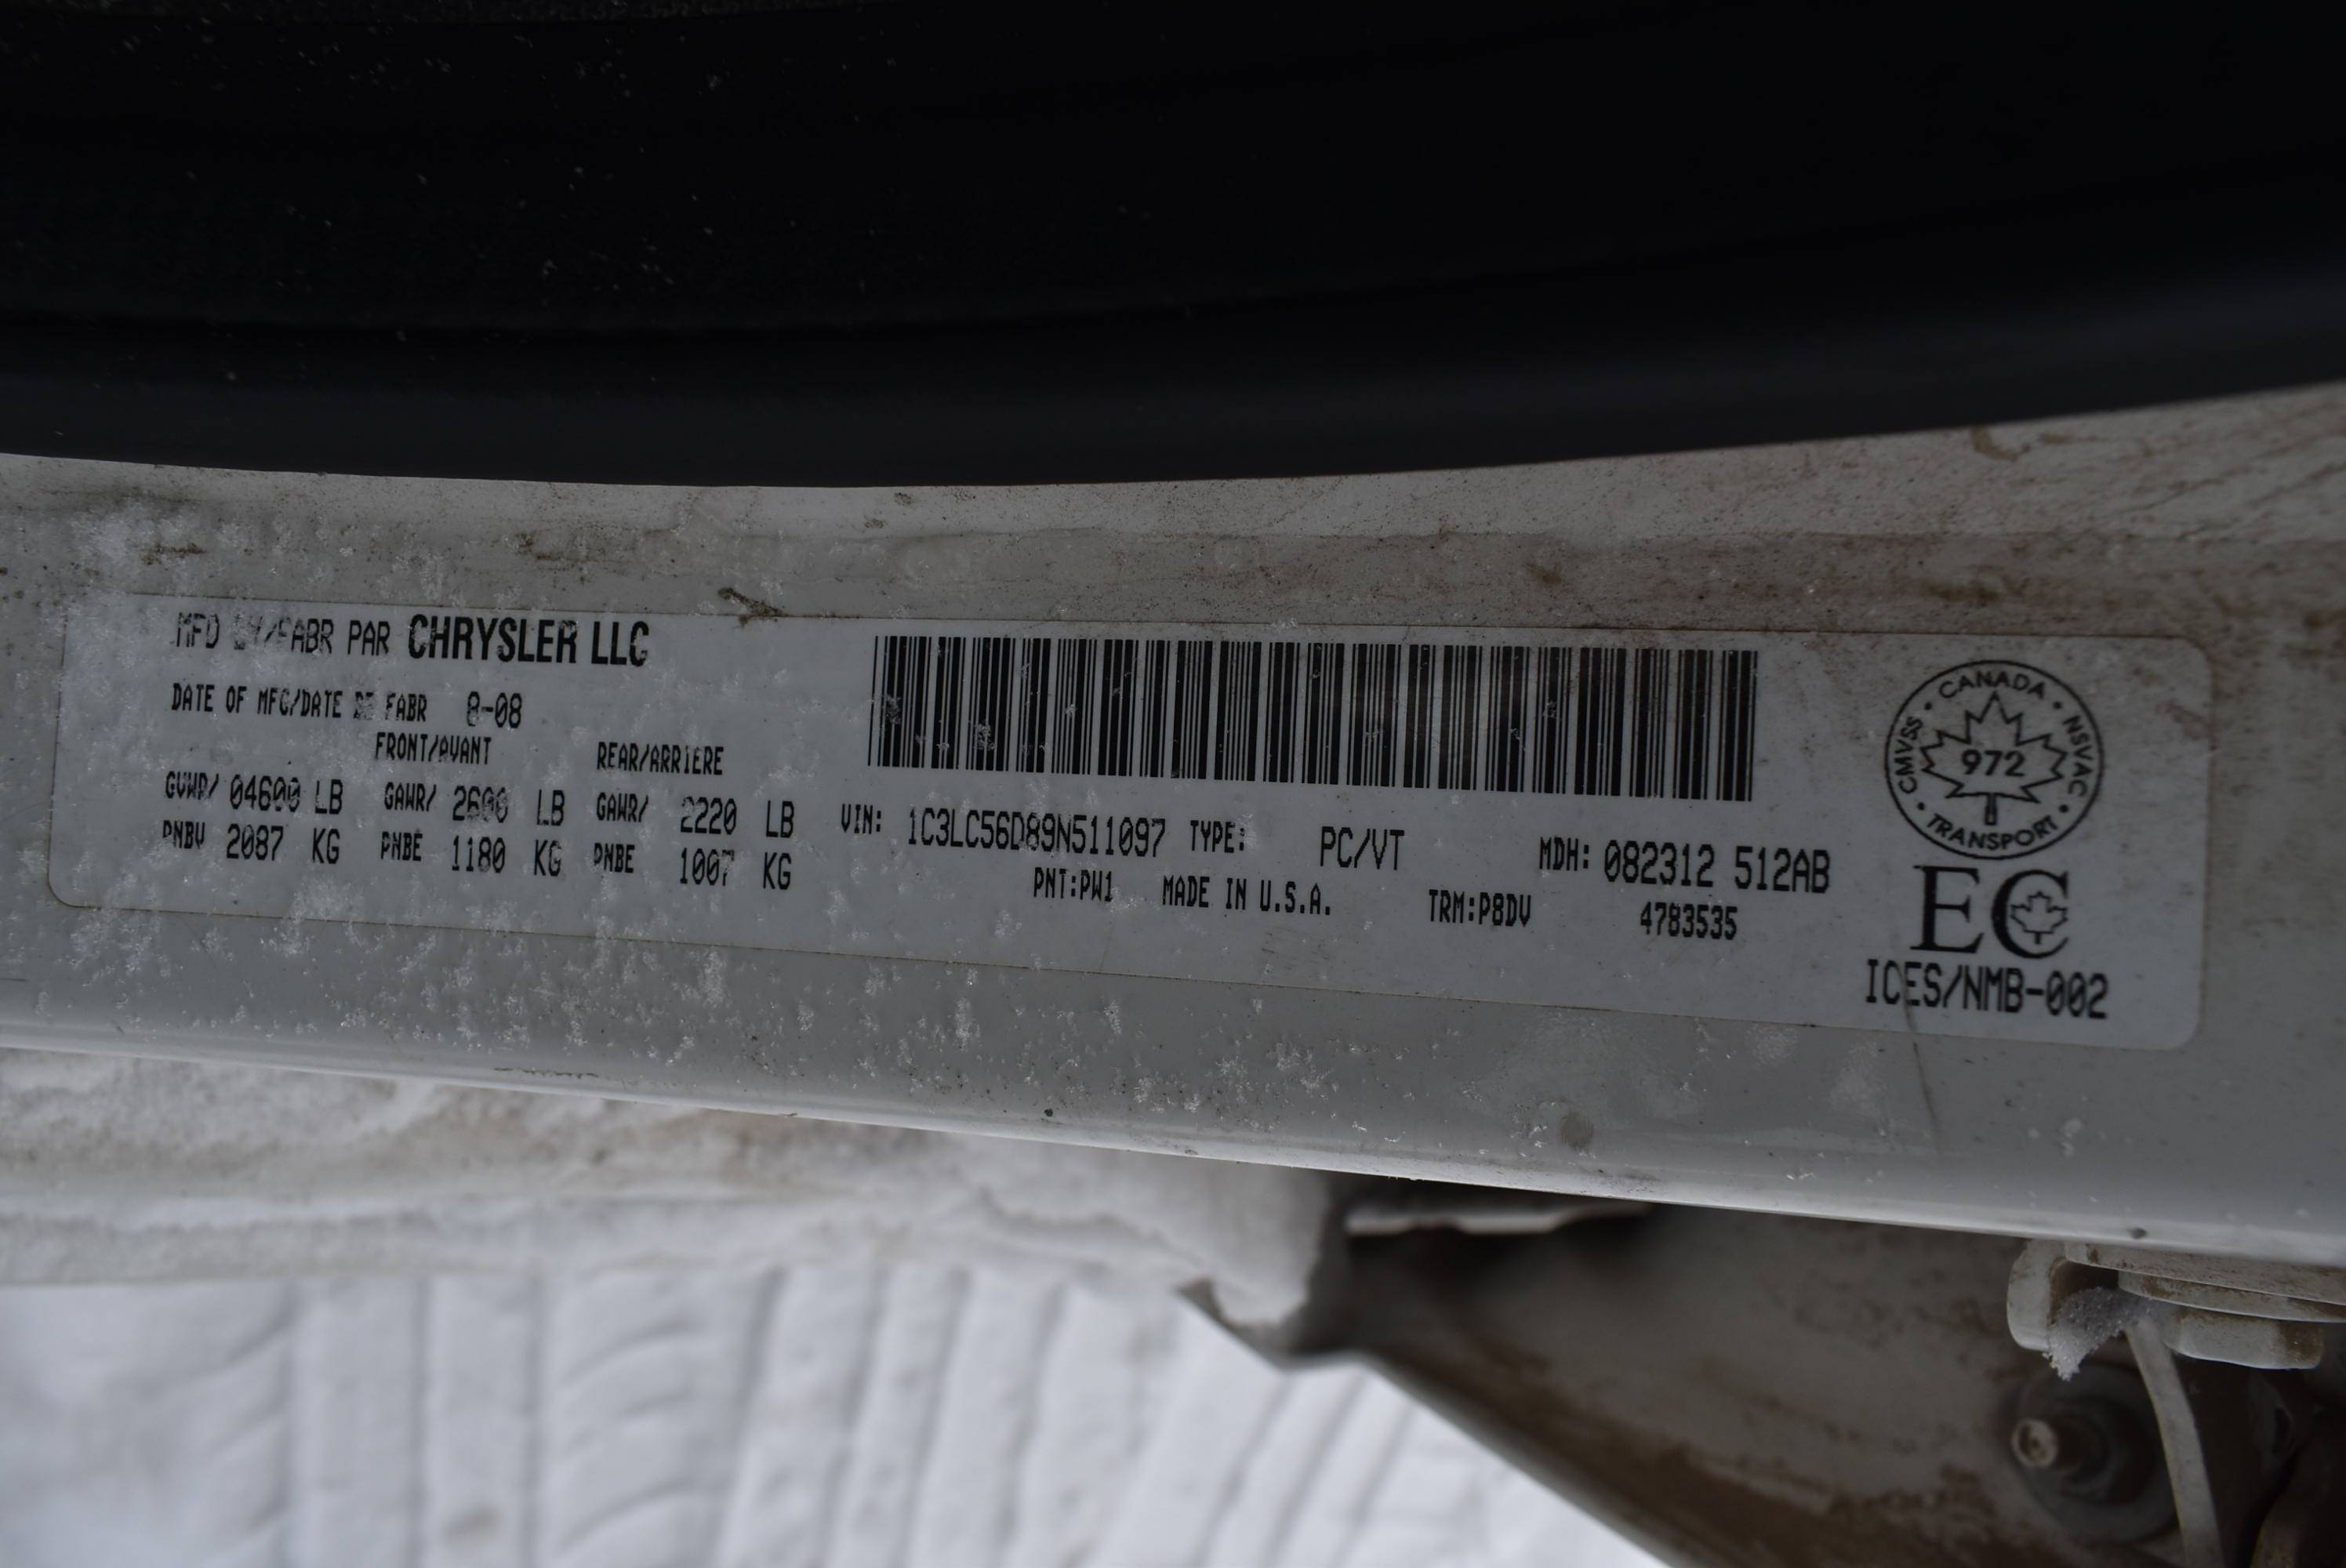 MFD BY/FABR PAR CHRYSLER LLC
DATE OF MFG/DATE DE FABR 8-08
FRONT/AVANT REAR/ARRIERE
GVWR/ 04600 LB GAWR/ 2600 LB GAWR/ 2220 LB
PNBV 2087 KG PNBE 1180 KG PNBE 1007 KG
VIN: 1C3LC56D89N511097 TYPE: PC/VT MDH: 082312 512AB
PNT:PW1 MADE IN U.S.A. TRM:P8DV 4783535
CANADA
CMVSS NSVAC
972
TRANSPORT
EC
ICES/NMB-002